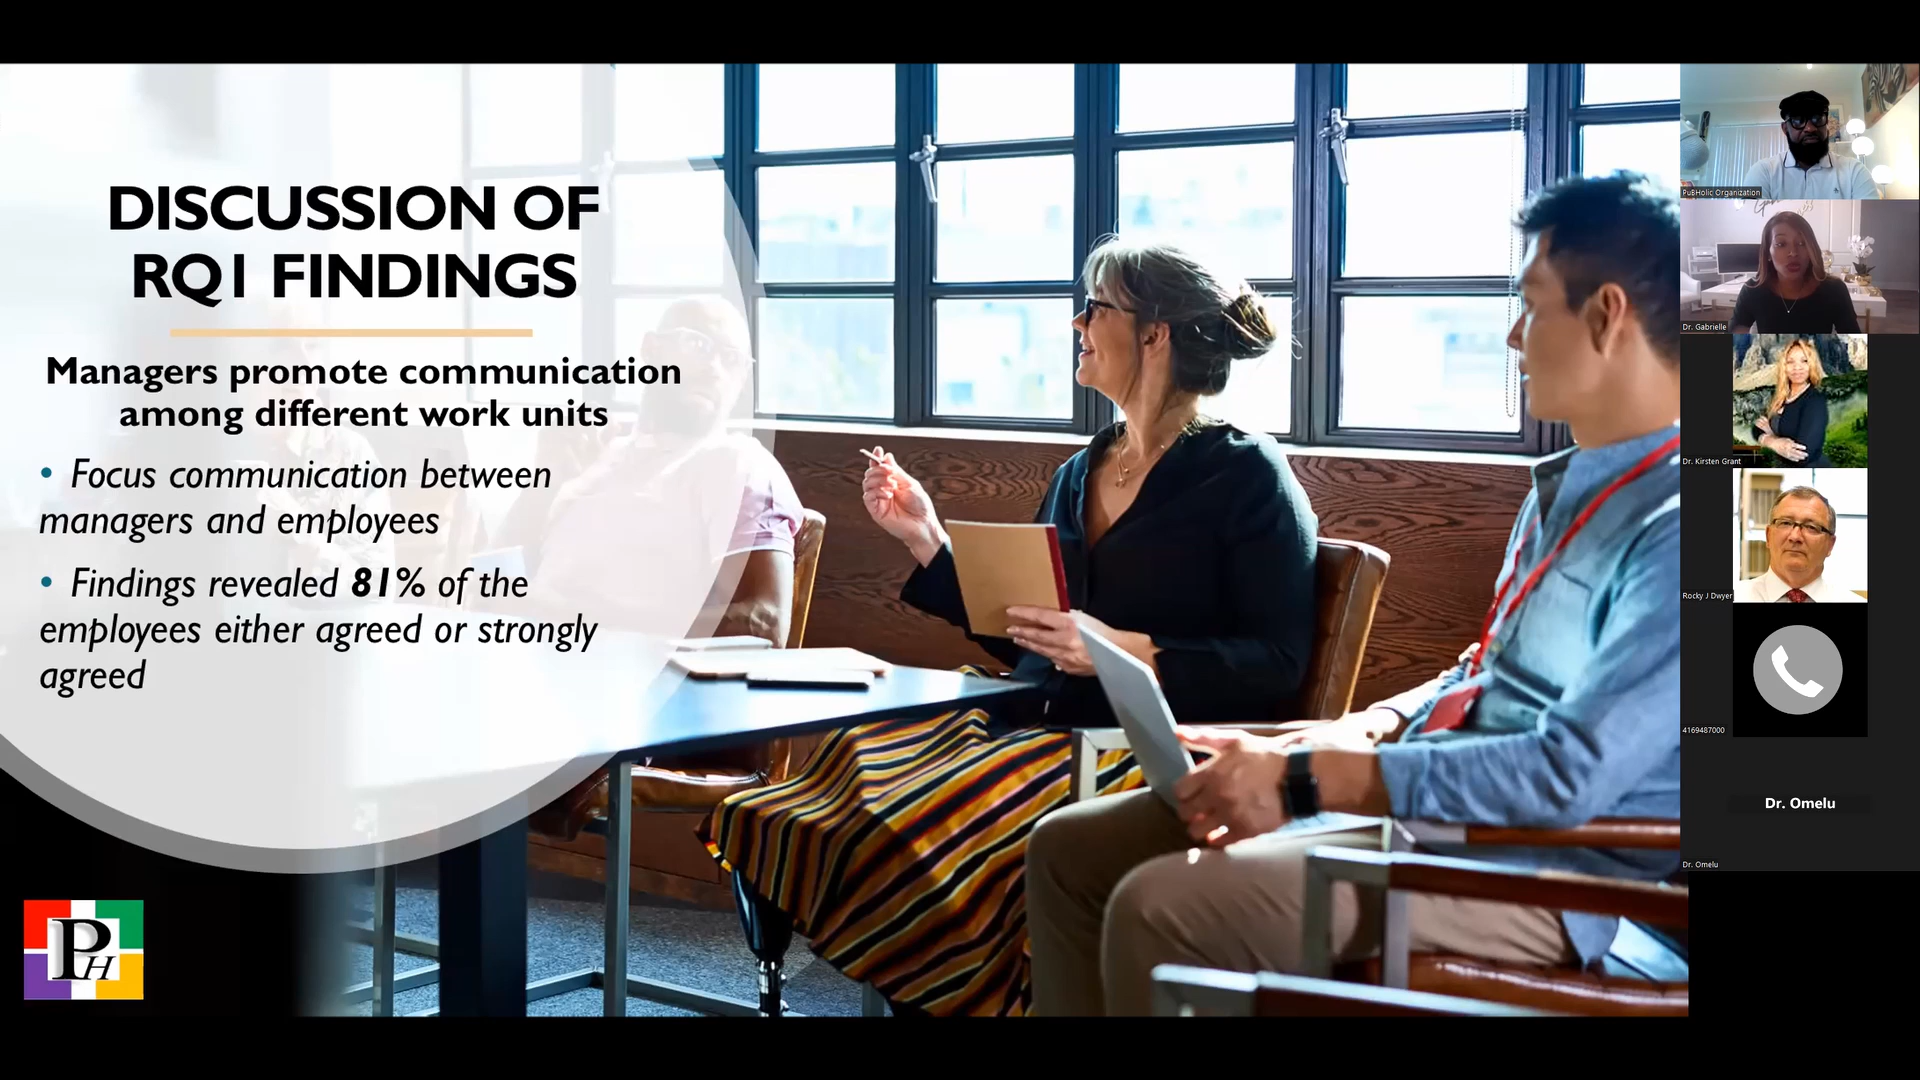 DISCUSSION OF
RQ1 FINDINGS
Managers promote communication
among different work units
• Focus communication between
managers and employees
• Findings revealed 81% of the
employees either agreed or strongly
agreed
PH
PuBHolic Organization
Dr. Gabrielle
Dr. Kirsten Grant
Rocky J Dwyer
4169487000
Dr. Omelu
Dr. Omelu